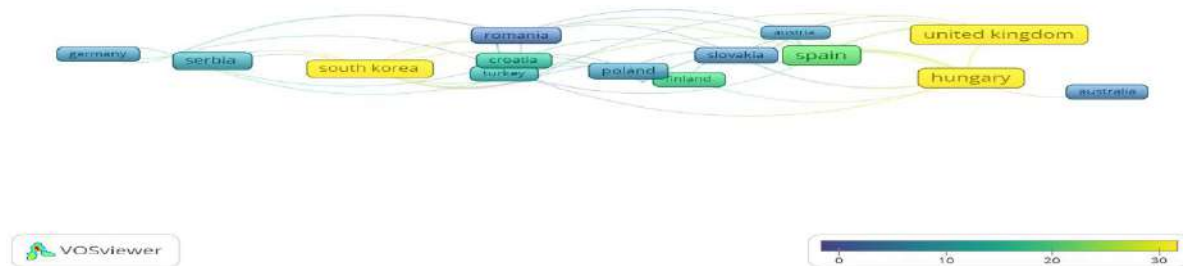 romania
austria
united kingdom
germany
serbia
croatia
slovakia
spain
south korea
turkey
poland
finland
hungary
australia
VOSviewer
0 10 20 30